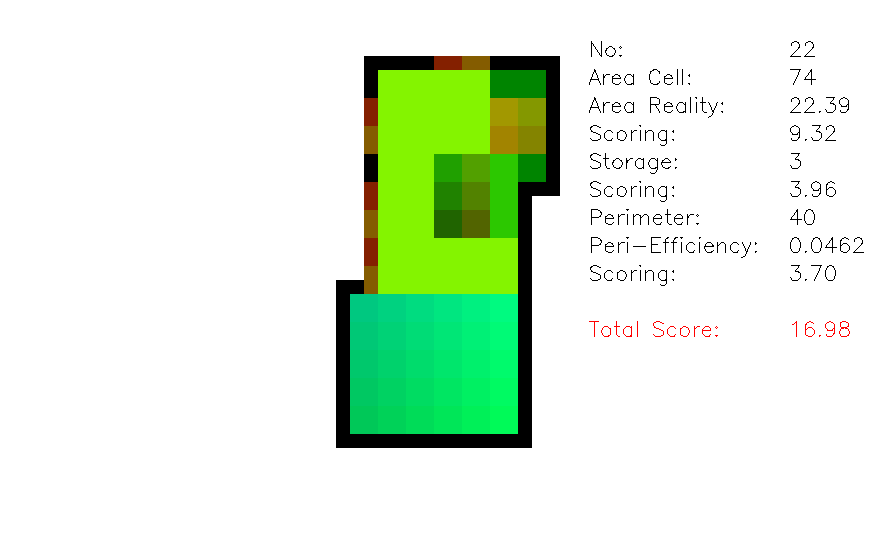 No: 22
Area Cell: 74
Area Reality: 22.39
Scoring: 9.32
Storage: 3
Scoring: 3.96
Perimeter: 40
Peri-Efficiency: 0.0462
Scoring: 3.70
Total Score: 16.98